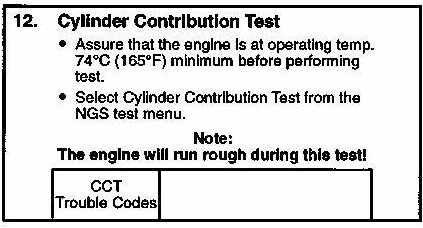 12. Cylinder Contribution Test
• Assure that the engine is at operating temp.
74°C (165°F) minimum before performing
test.
• Select Cylinder Contribution Test from the
NGS test menu.
Note:
The engine will run rough during this test!
CCT
Trouble Codes